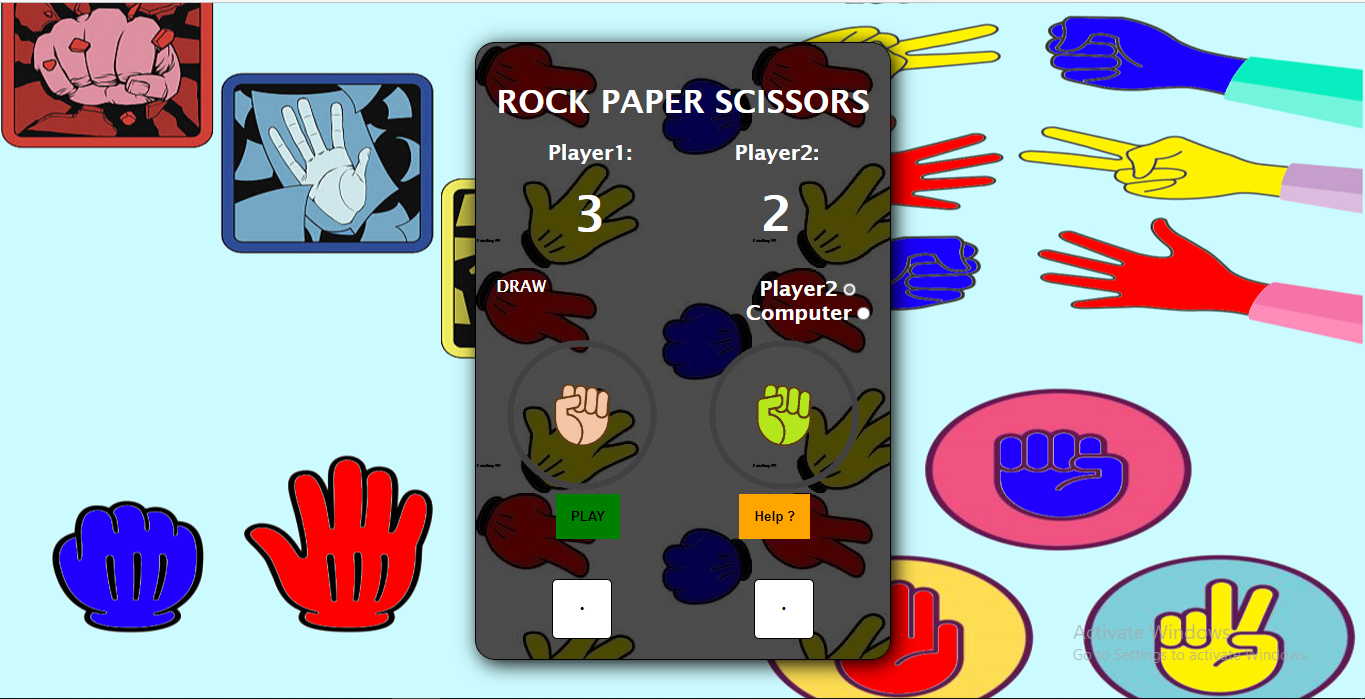 ROCK PAPER SCISSORS
Player1: Player2:
3 2
DRAW
Player2
Computer
PLAY Help ?
. .
Activate Windows
Go to Settings to activate Windows.